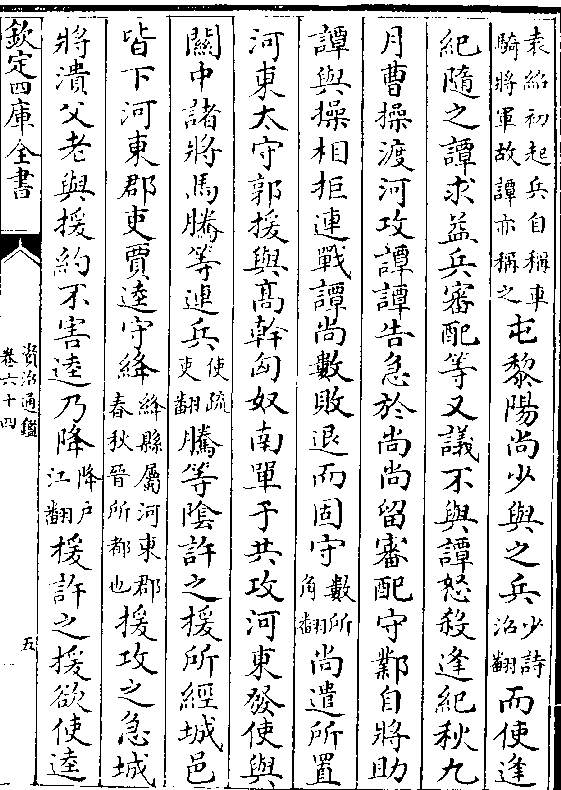 袁紹初起兵自稱車騎將軍故譚亦稱之屯黎陽尚少與之兵少詩沼翻而使逢
紀隨之譚求益兵審配等又議不與譚怒殺逢紀秋九
月曹操渡河攻譚譚告急於尚尚留審配守鄴自將助
譚與操相拒連戰譚尚數敗退而固守數所角翻尚遣所置
河東太守郭援與髙幹匈奴南單于共攻河東發使與
關中諸將馬騰等連兵使疏吏翻騰等隂許之援所經城邑
皆下河東郡吏賈逵守絳絳縣屬河東郡春秋晉所都也援攻之急城
將潰父老與援約不害逵乃降降户江翻援許之援欲使逵
欽定四庫全書
資治通鑑
卷六十四
五